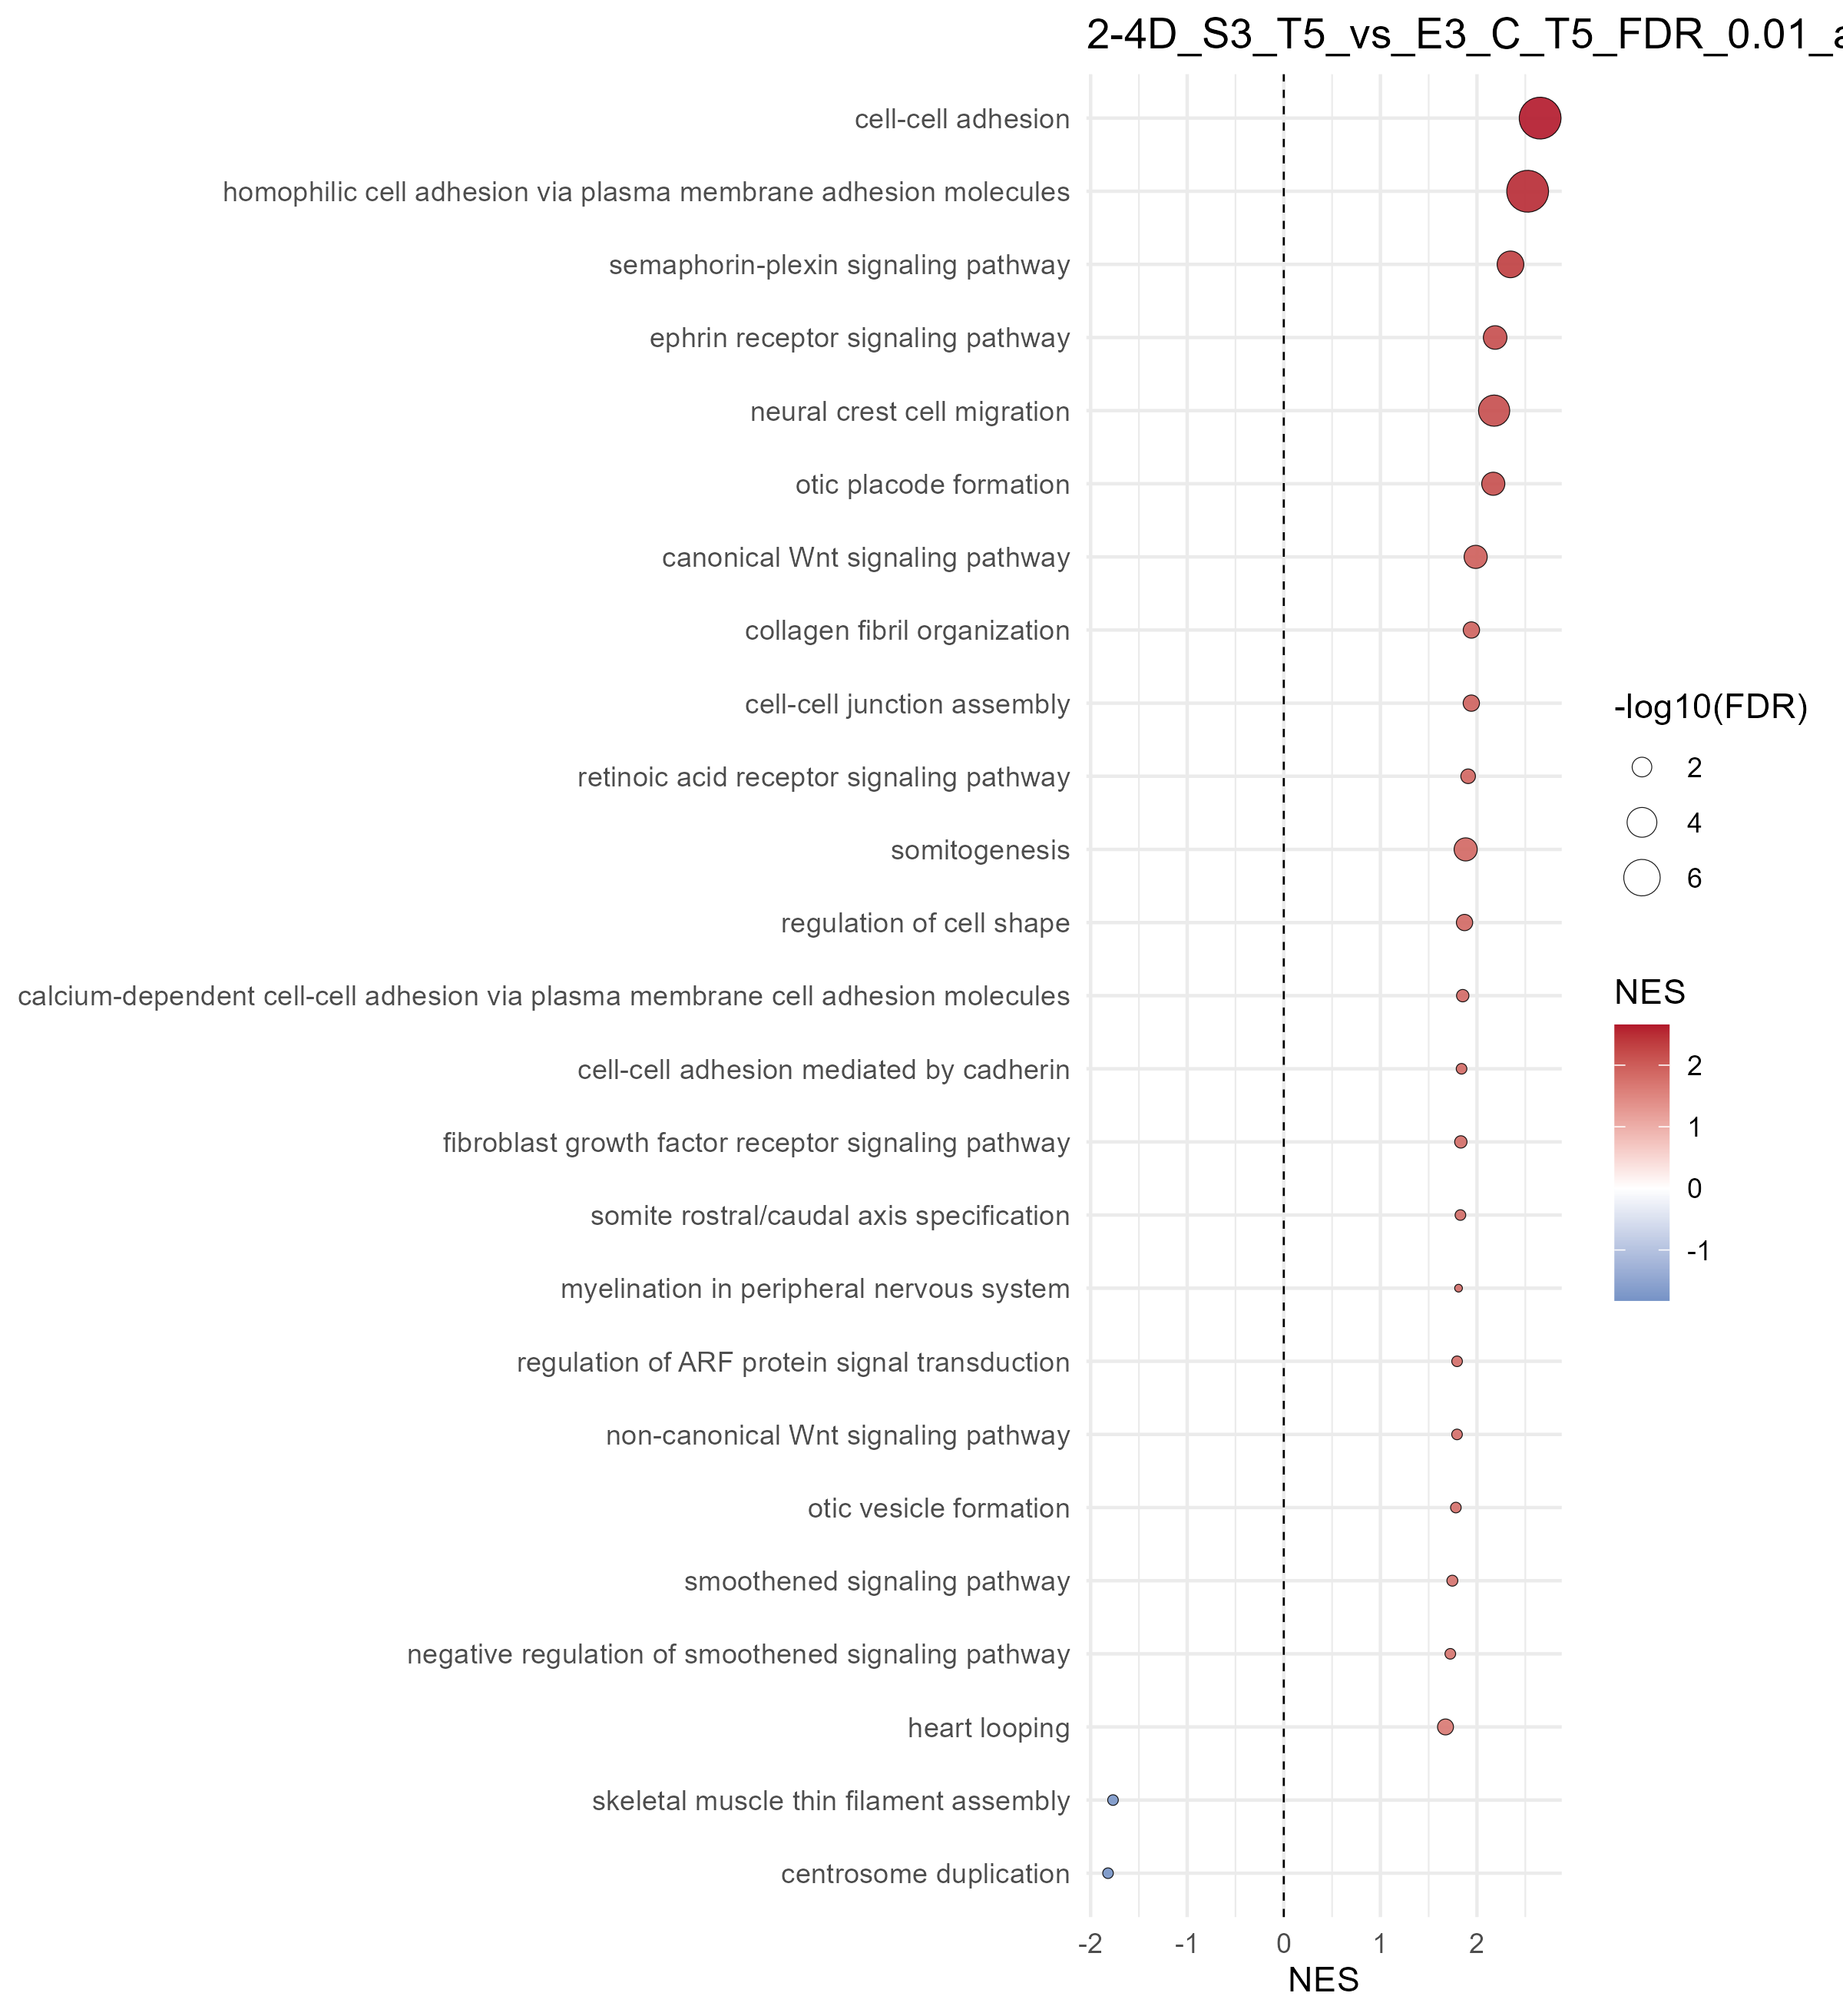 2-4D_S3_T5_vs_E3_C_T5_FDR_0.01_a
cell-cell adhesion
homophilic cell adhesion via plasma membrane adhesion molecules
semaphorin-plexin signaling pathway
ephrin receptor signaling pathway
neural crest cell migration
otic placode formation
canonical Wnt signaling pathway
collagen fibril organization
cell-cell junction assembly
retinoic acid receptor signaling pathway
somitogenesis
regulation of cell shape
calcium-dependent cell-cell adhesion via plasma membrane cell adhesion molecules
cell-cell adhesion mediated by cadherin
fibroblast growth factor receptor signaling pathway
somite rostral/caudal axis specification
myelination in peripheral nervous system
regulation of ARF protein signal transduction
non-canonical Wnt signaling pathway
otic vesicle formation
smoothened signaling pathway
negative regulation of smoothened signaling pathway
heart looping
skeletal muscle thin filament assembly
centrosome duplication
-2 -1 0 1 2
NES
-log10(FDR)
2
4
6
NES
2
1
0
-1